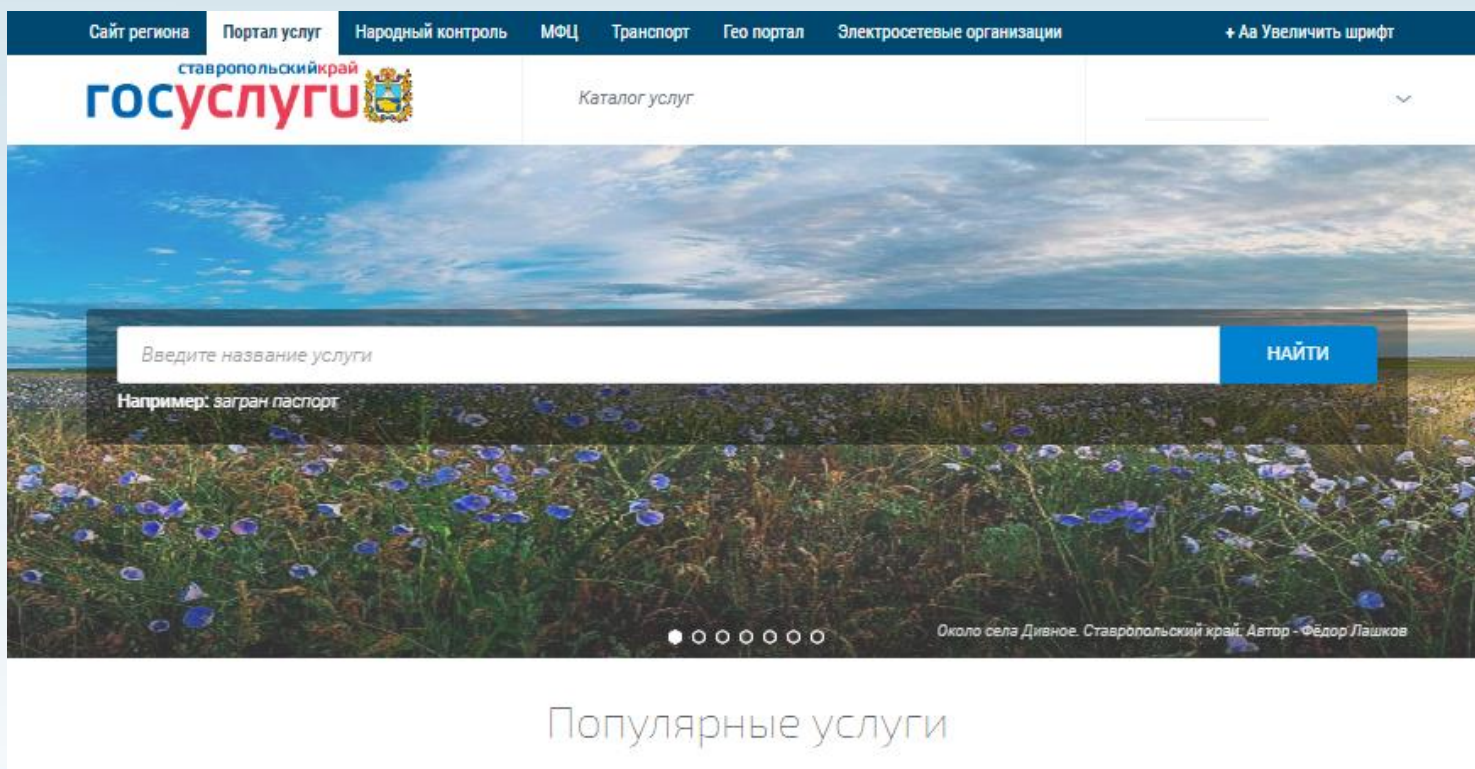 Сайт региона Портал услуг Народный контроль МФЦ Транспорт Гео портал Электросетевые организации + Aa Увеличить шрифт
ставропольскийкрай
госуслуги
Каталог услуг
Введите название услуги НАЙТИ
Например: загран паспорт
Около села Дивное. Ставропольский край. Автор - Фёдор Лашков
Популярные услуги